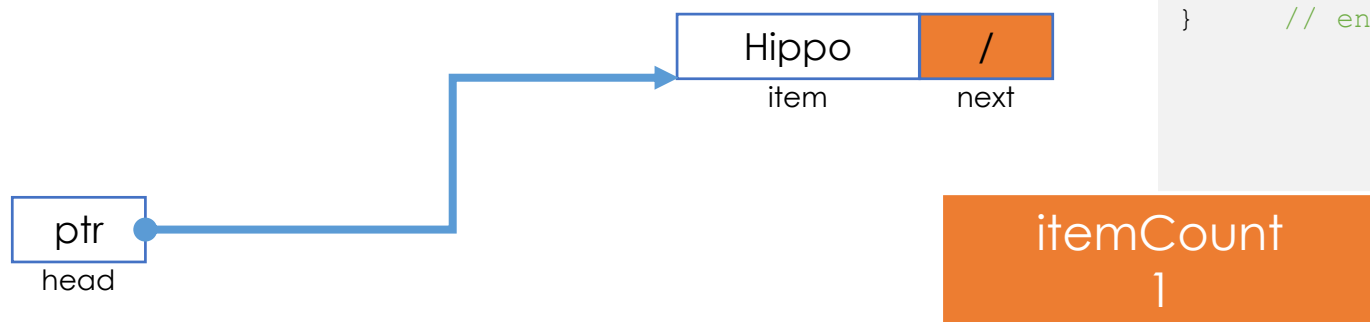 } // en
Hippo /
item next
ptr
head
itemCount
1